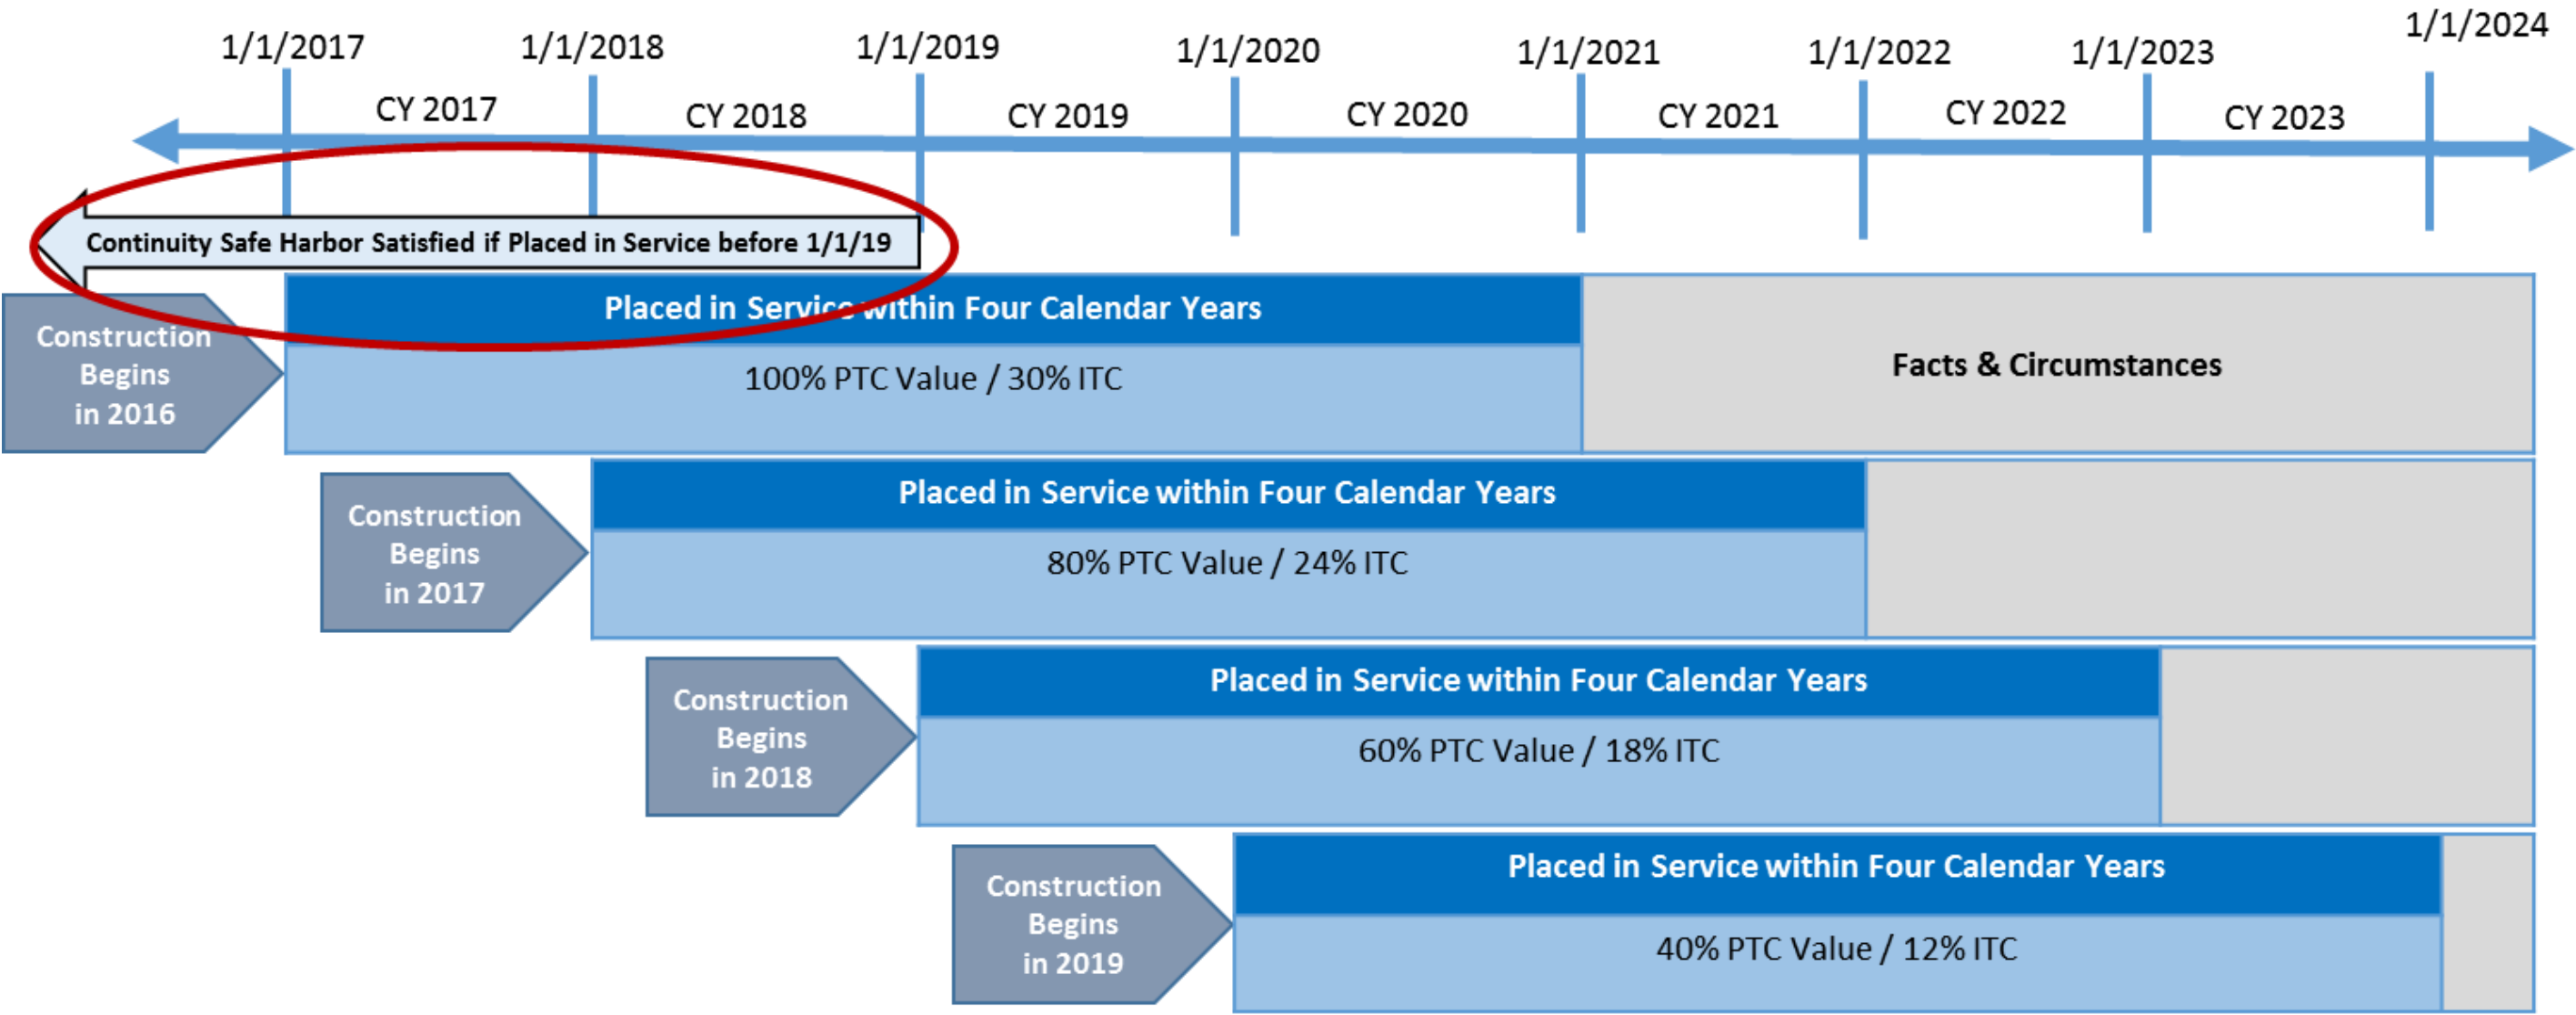 1/1/2017
1/1/2018
1/1/2019
1/1/2020
1/1/2021
1/1/2022
1/1/2023
1/1/2024
CY 2017
CY 2018
CY 2019
CY 2020
CY 2021
CY 2022
CY 2023
Continuity Safe Harbor Satisfied if Placed in Service before 1/1/19
Construction
Begins
in 2016
Placed in Service within Four Calendar Years
100% PTC Value / 30% ITC
Facts & Circumstances
Construction
Begins
in 2017
Placed in Service within Four Calendar Years
80% PTC Value / 24% ITC
Construction
Begins
in 2018
Placed in Service within Four Calendar Years
60% PTC Value / 18% ITC
Construction
Begins
in 2019
Placed in Service within Four Calendar Years
40% PTC Value / 12% ITC